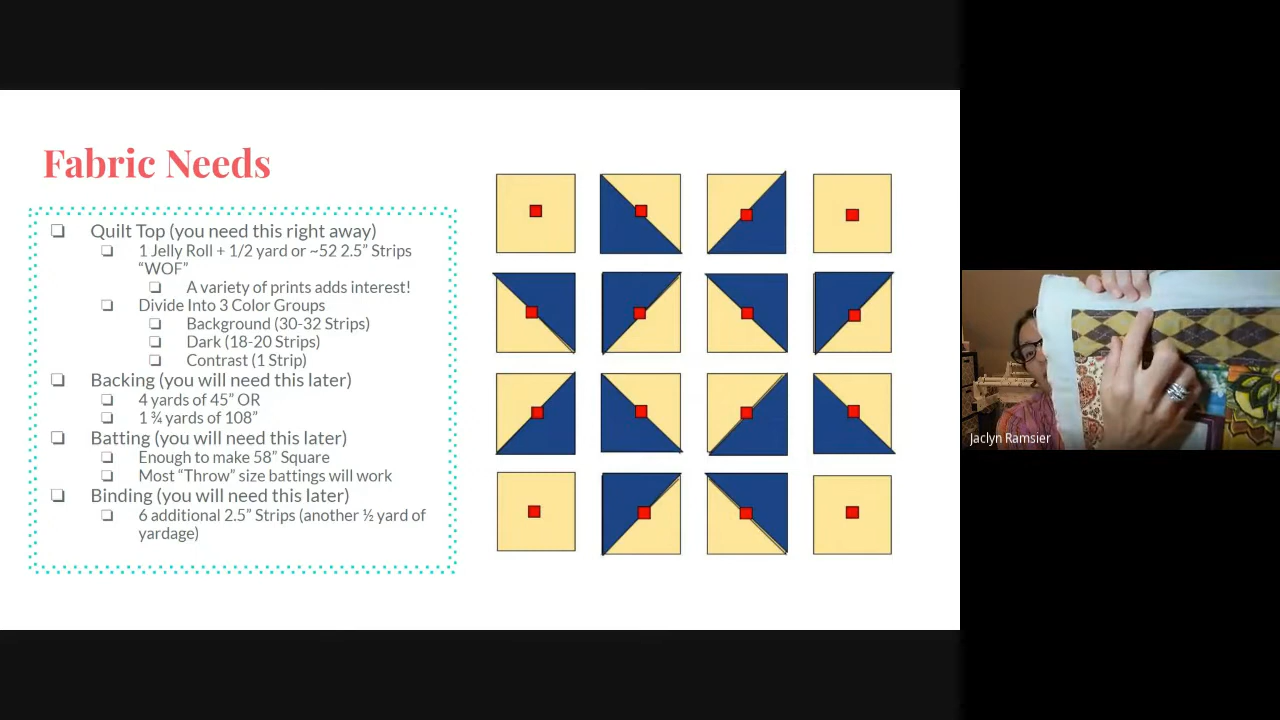 Fabric Needs
Quilt Top (you need this right away)
1 Jelly Roll + 1/2 yard or ~52 2.5” Strips
“WOF”
A variety of prints adds interest!
Divide Into 3 Color Groups
Background (30-32 Strips)
Dark (18-20 Strips)
Contrast (1 Strip)
Backing (you will need this later)
4 yards of 45” OR
1 ¾ yards of 108”
Batting (you will need this later)
Enough to make 58” Square
Most “Throw” size battings will work
Binding (you will need this later)
6 additional 2.5” Strips (another ½ yard of
yardage)
Jaclyn Ramsier